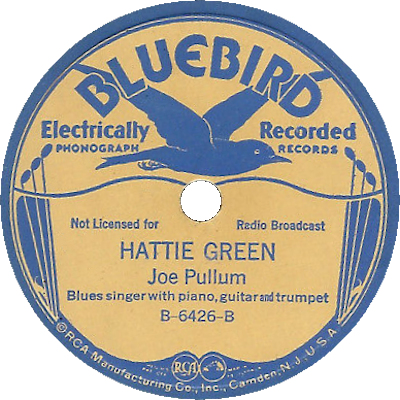 BLUEBIRD
Electrically Recorded
PHONOGRAPH RECORDS
Not Licensed for Radio Broadcast
HATTIE GREEN
Joe Pullum
Blues singer with piano, guitar and trumpet
B-6426-B
RCA
©RCA Manufacturing Co., Inc., Camden, N.J., U.S.A.